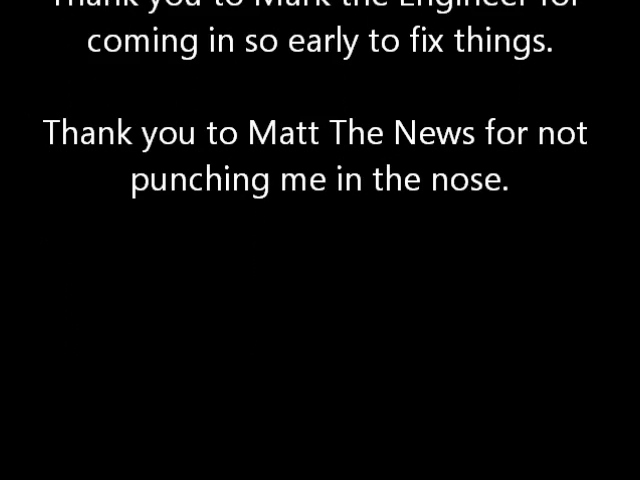 Thank you to Mark the Engineer for
coming in so early to fix things.
Thank you to Matt The News for not
punching me in the nose.